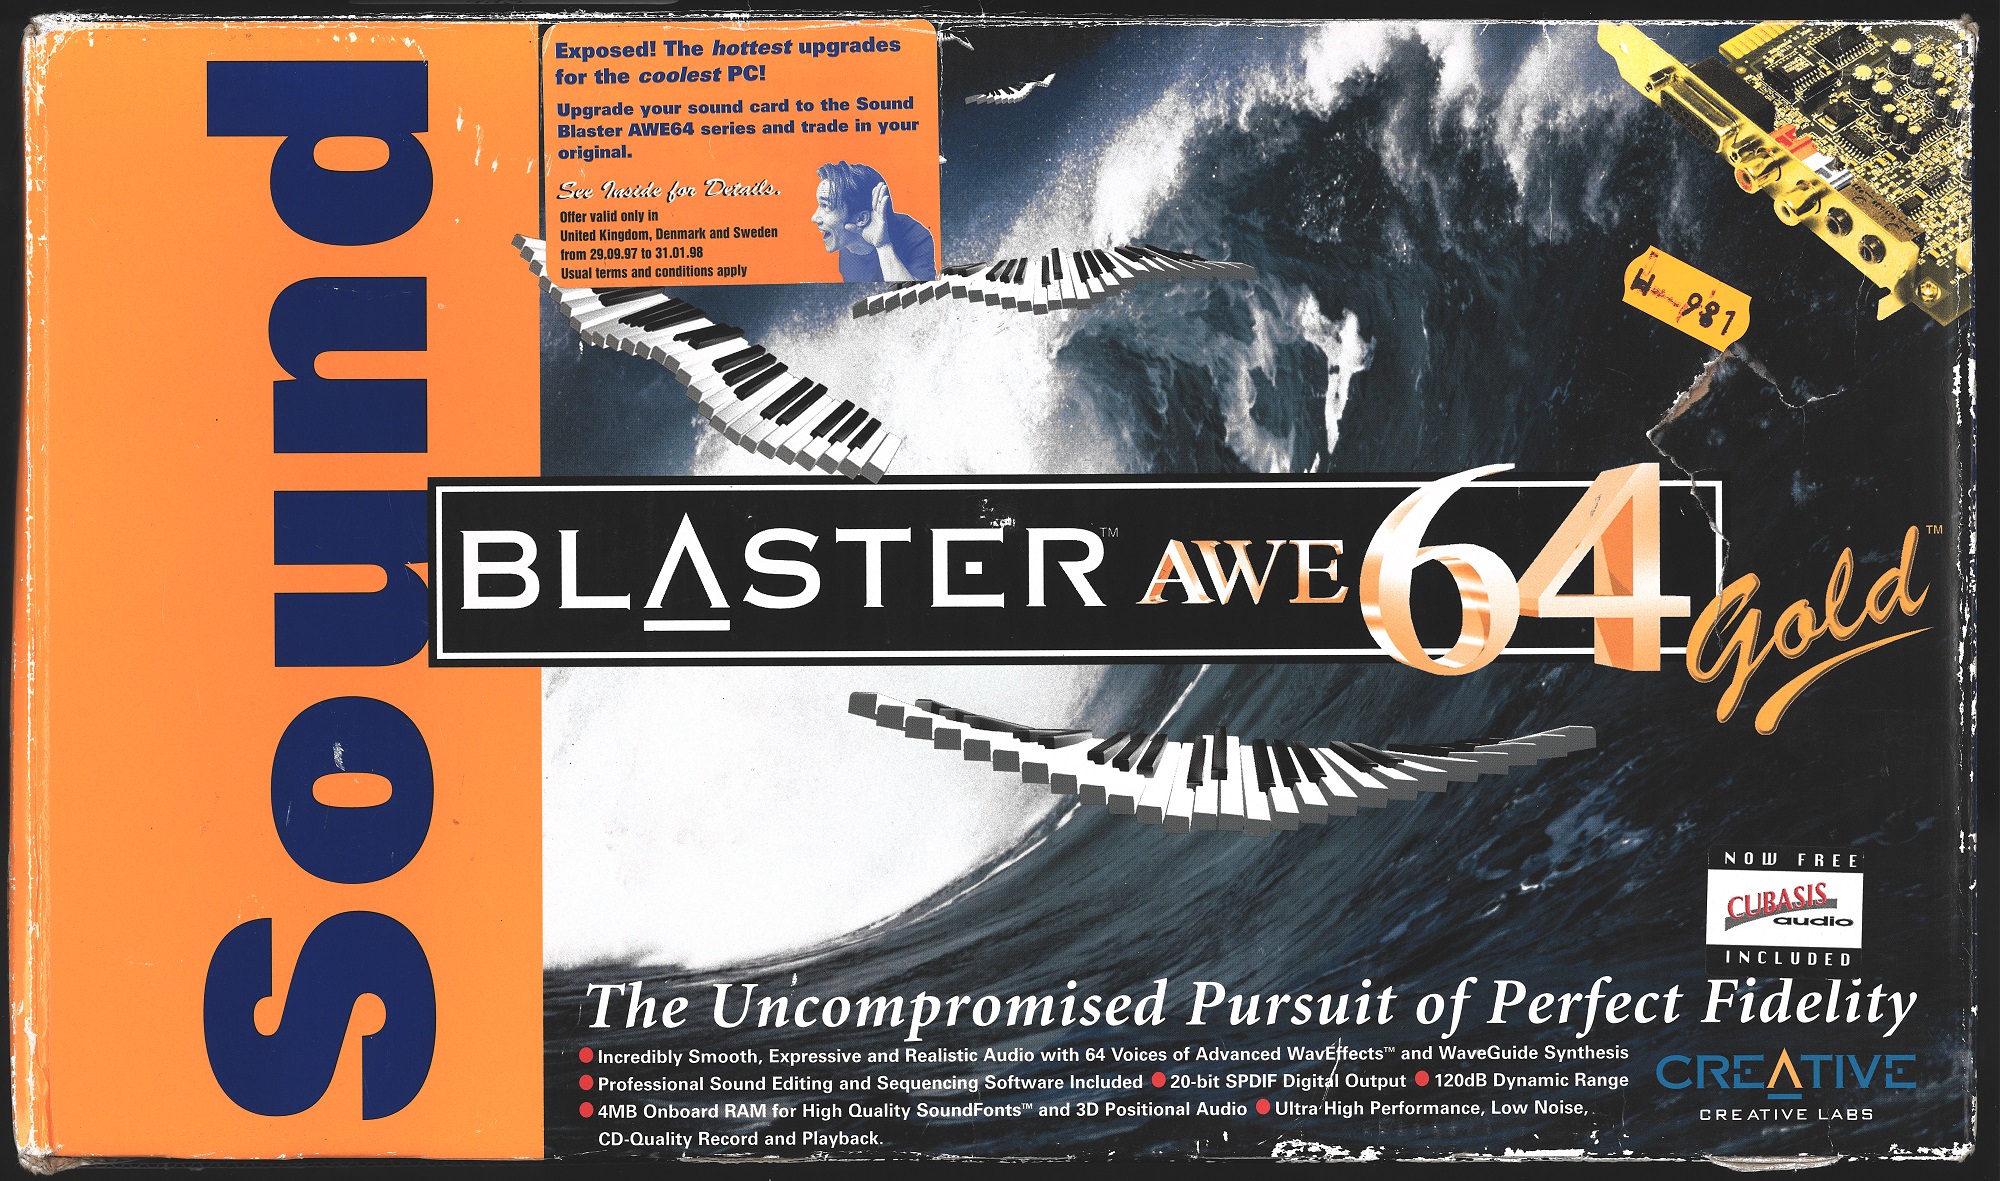 Sound
Exposed! The hottest upgrades
for the coolest PC!
Upgrade your sound card to the Sound
Blaster AWE64 series and trade in your
original.
See Inside for Details.
Offer valid only in
United Kingdom, Denmark and Sweden
from 29.09.97 to 31.01.98
Usual terms and conditions apply
W 981
BLASTER™ AWE64 Gold™
NOW FREE
CUBASIS
audio
INCLUDED
The Uncompromised Pursuit of Perfect Fidelity
● Incredibly Smooth, Expressive and Realistic Audio with 64 Voices of Advanced WavEffects™ and WaveGuide Synthesis
● Professional Sound Editing and Sequencing Software Included ● 20-bit SPDIF Digital Output ● 120dB Dynamic Range
● 4MB Onboard RAM for High Quality SoundFonts™ and 3D Positional Audio ● Ultra High Performance, Low Noise,
CD-Quality Record and Playback.
CREATIVE
CREATIVE LABS